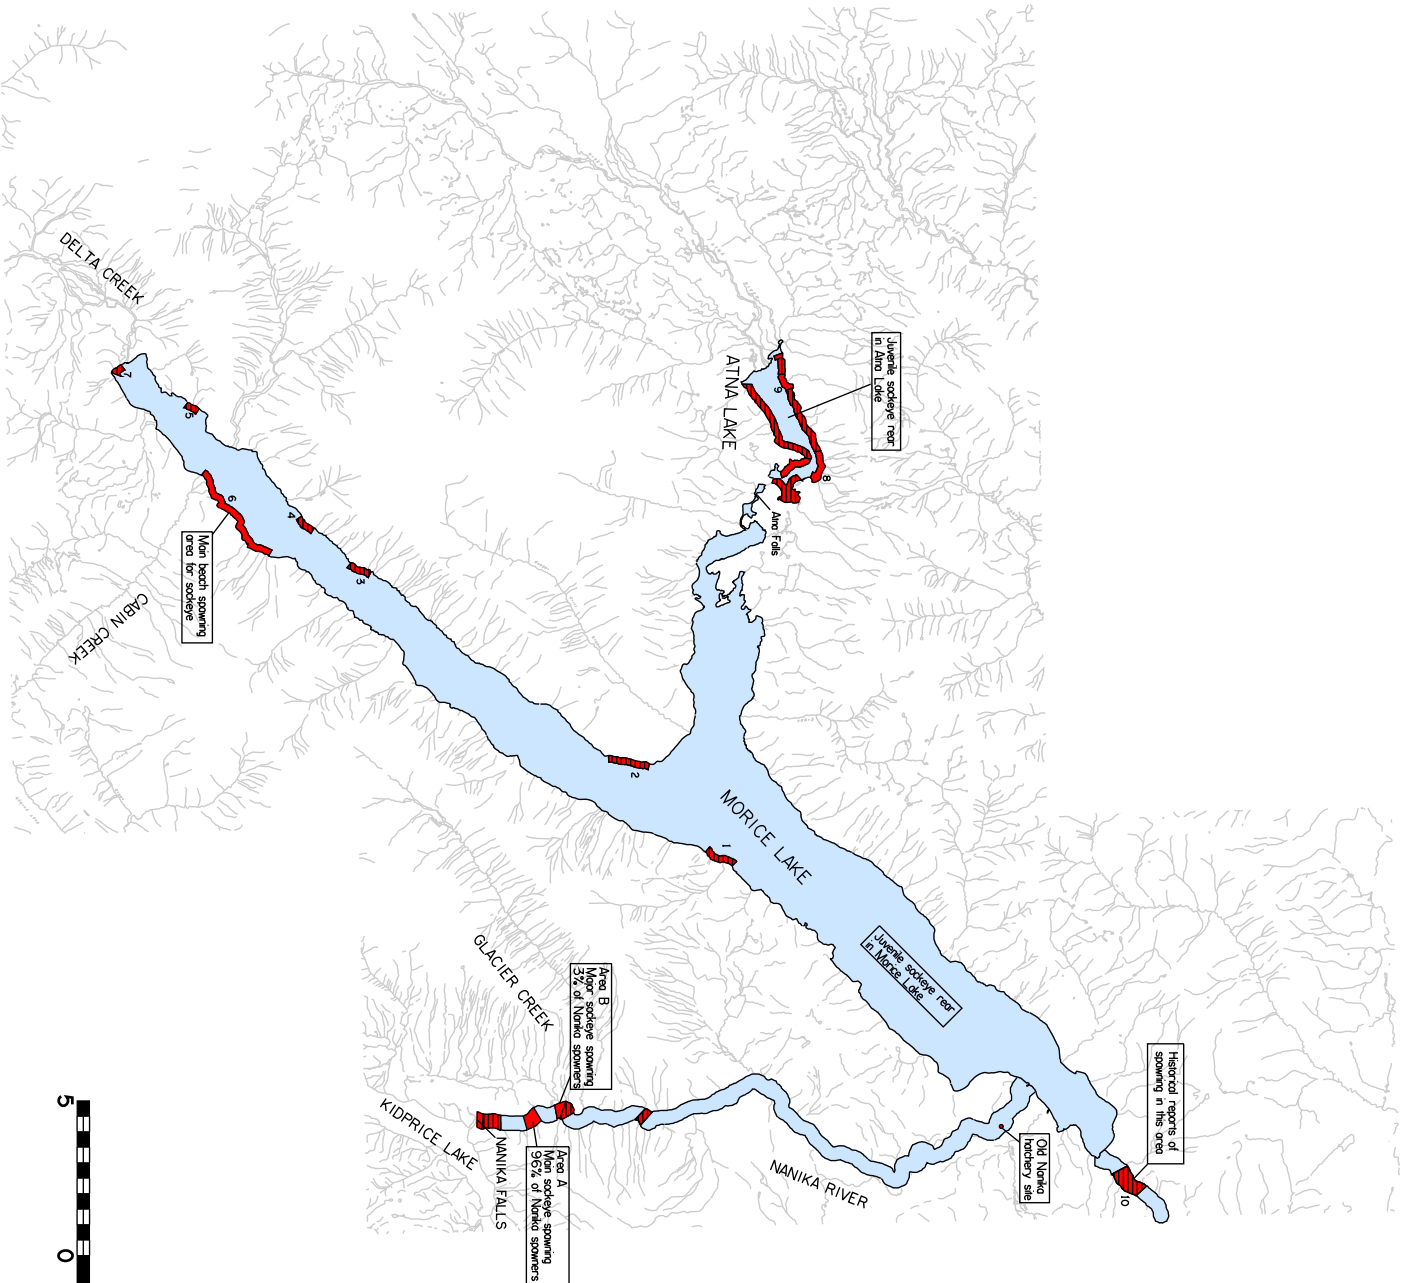 DELTA CREEK
7
5
6
4
3
Main beach spawning
area for sockeye
CABIN CREEK
ATNA LAKE
Juvenile sockeye rear
in Atna Lake
9
8
Atna Falls
2
1
MORICE LAKE
Juvenile sockeye rear
in Morice Lake
GLACIER CREEK
Area B
Major sockeye spawning
3% of Nanika spawners
KIDPRICE LAKE
NANIKA FALLS
Area A
Main sockeye spawning
96% of Nanika spawners
NANIKA RIVER
Old Nanika
hatchery site
Historical reports of
spawning in this area
10
5
0